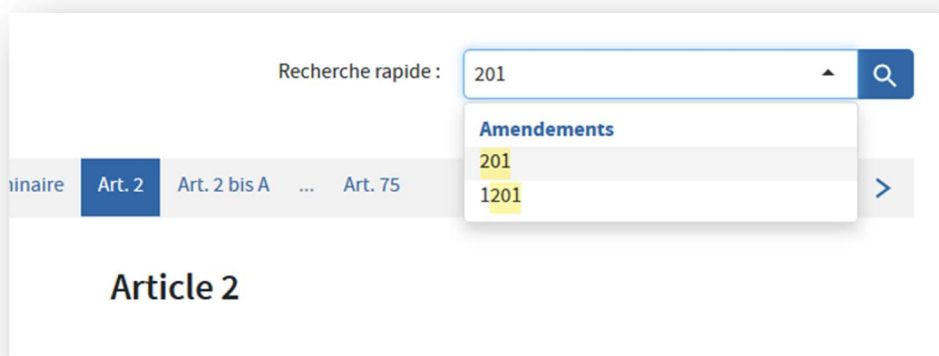 Recherche rapide : 201
Amendements
201
1201
inaire Art. 2 Art. 2 bis A ... Art. 75
Article 2